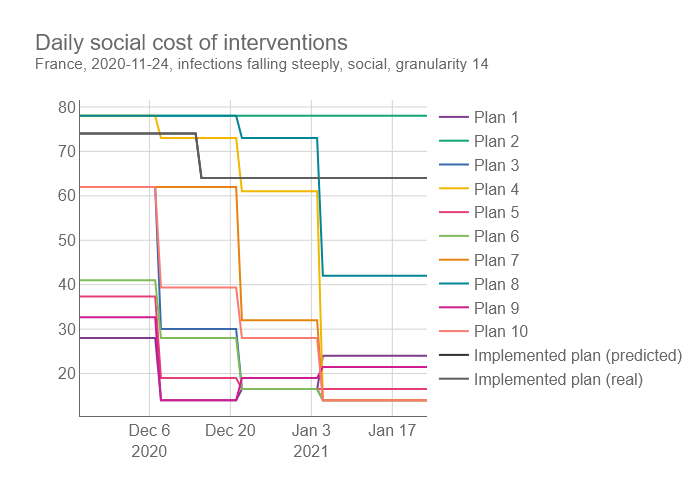 Daily social cost of interventions
France, 2020-11-24, infections falling steeply, social, granularity 14
80
70
60
50
40
30
20
Dec 6
2020
Dec 20
Jan 3
2021
Jan 17
Plan 1
Plan 2
Plan 3
Plan 4
Plan 5
Plan 6
Plan 7
Plan 8
Plan 9
Plan 10
Implemented plan (predicted)
Implemented plan (real)